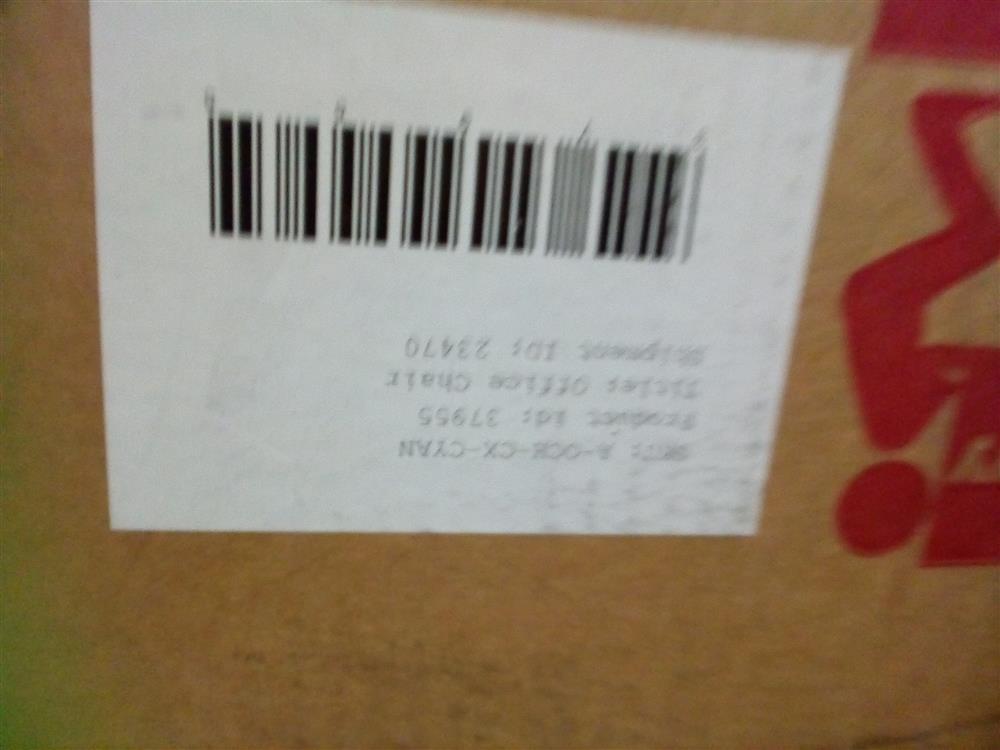 SKU: A-OCH-CX-CYAN
Product id: 37955
Title: Office Chair
Shipment ID: 23470